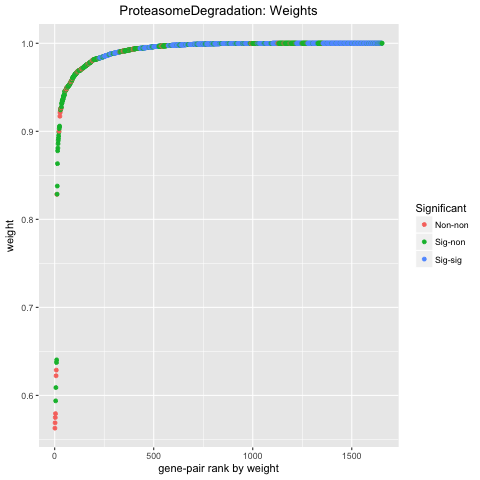 ProteasomeDegradation: Weights
1.0
0.9
0.8
0.7
0.6
weight
0
500
1000
1500
gene-pair rank by weight
Significant
Non-non
Sig-non
Sig-sig